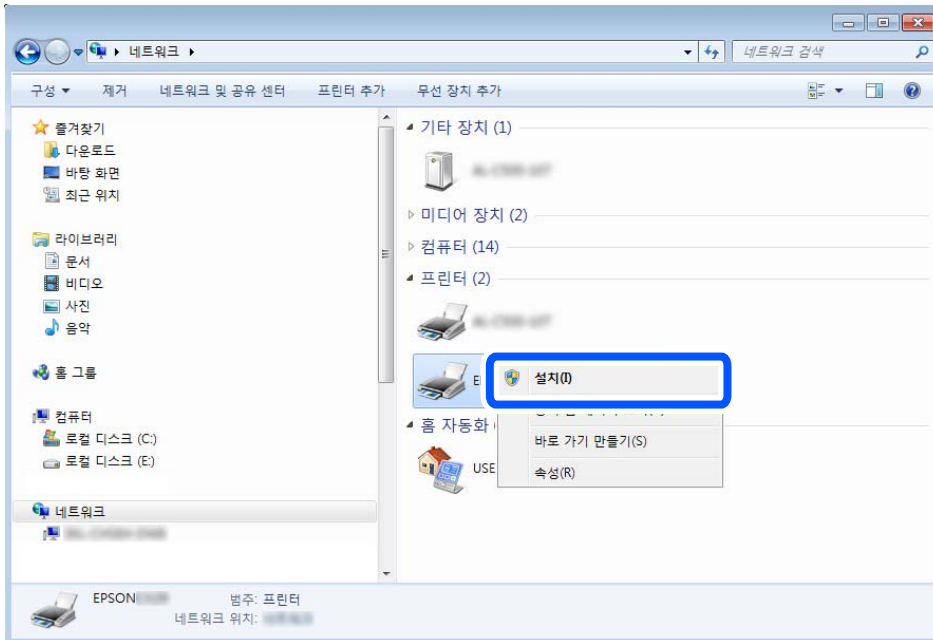 네트워크
네트워크 검색
구성 제거 네트워크 및 공유 센터 프린터 추가 무선 장치 추가
즐겨찾기
다운로드
바탕 화면
최근 위치
라이브러리
문서
비디오
사진
음악
홈 그룹
컴퓨터
로컬 디스크 (C:)
로컬 디스크 (E:)
네트워크
기타 장치 (1)
미디어 장치 (2)
컴퓨터 (14)
프린터 (2)
설치(I)
바로 가기 만들기(S)
속성(R)
홈 자동화
USE
EPSON 범주: 프린터
네트워크 위치: